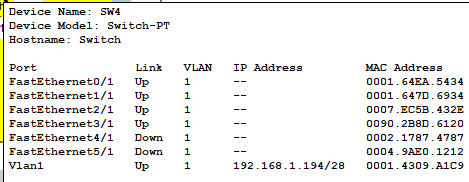 Device Name: SW4
Device Model: Switch-PT
Hostname: Switch
Port Link VLAN IP Address MAC Address
FastEthernet0/1 Up 1 -- 0001.64EA.5434
FastEthernet1/1 Up 1 -- 0001.647D.6934
FastEthernet2/1 Up 1 -- 0007.EC5B.432E
FastEthernet3/1 Up 1 -- 0090.2B8D.6120
FastEthernet4/1 Down 1 -- 0002.1787.4787
FastEthernet5/1 Down 1 -- 0004.9AE0.1212
Vlan1 Up 1 192.168.1.194/28 0001.4309.A1C9